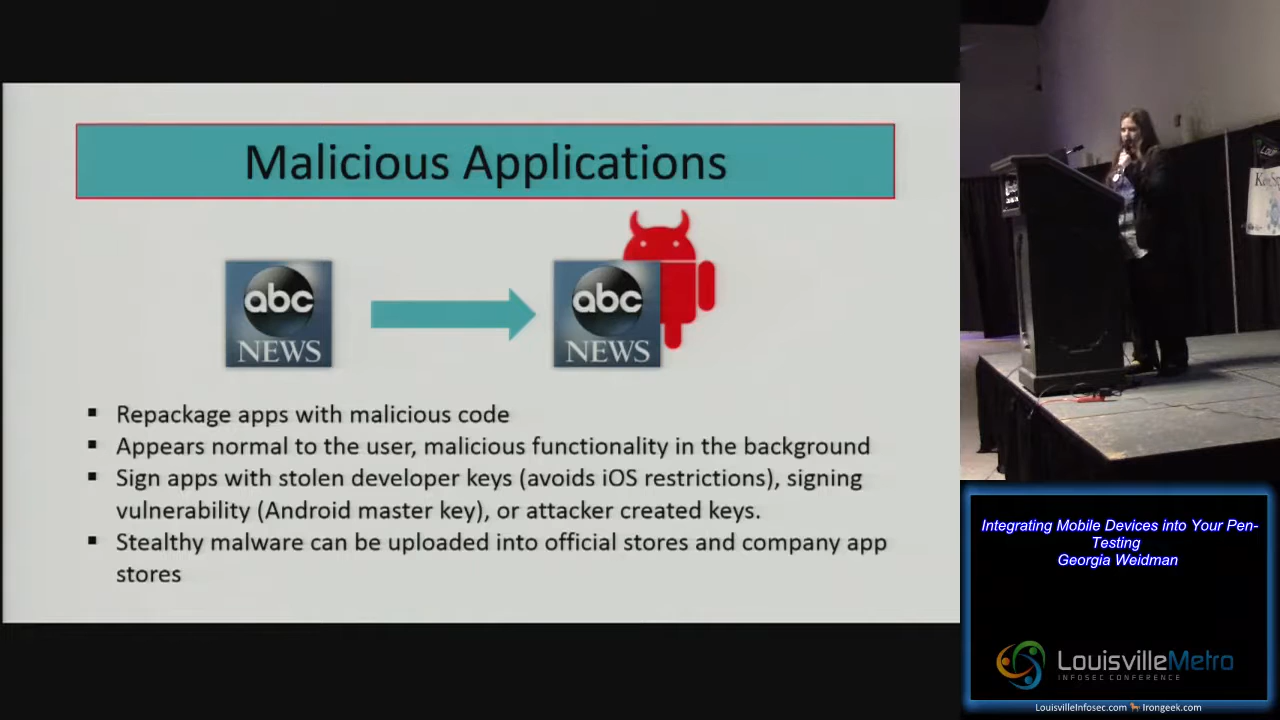 Malicious Applications
abc
NEWS
abc
NEWS
▪ Repackage apps with malicious code
▪ Appears normal to the user, malicious functionality in the background
▪ Sign apps with stolen developer keys (avoids iOS restrictions), signing
vulnerability (Android master key), or attacker created keys.
▪ Stealthy malware can be uploaded into official stores and company app
stores
Integrating Mobile Devices into Your Pen-
Testing
Georgia Weidman
LouisvilleMetro
INFOSEC CONFERENCE
LouisvilleInfosec.com Irongeek.com